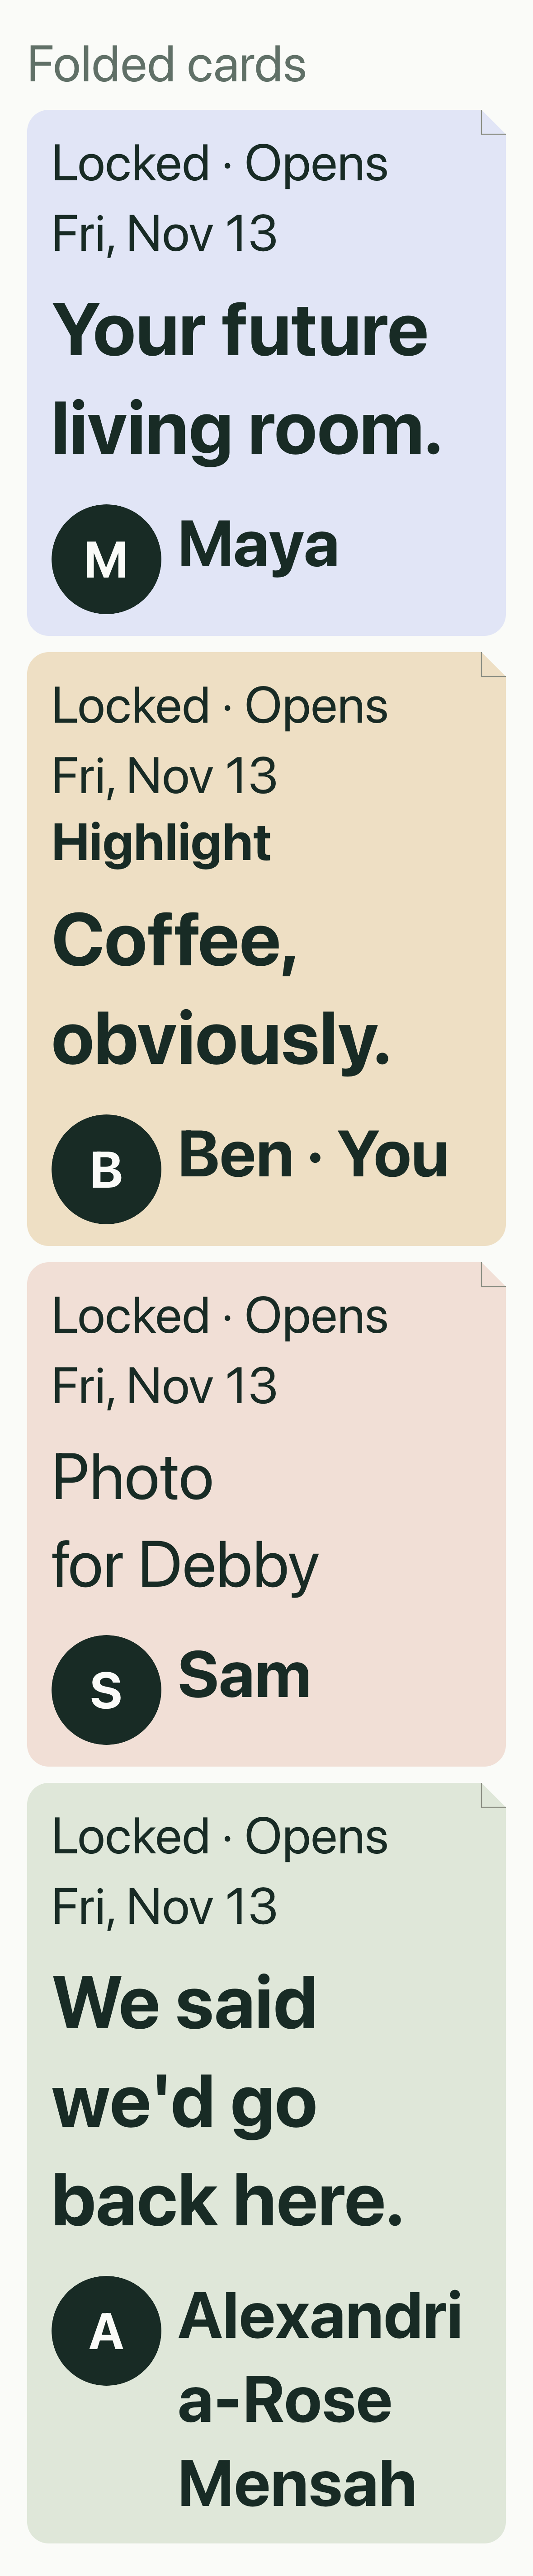 Folded cards
Locked · Opens
Fri, Nov 13
Your future
living room.
M
Maya
Locked · Opens
Fri, Nov 13
Highlight
Coffee,
obviously.
B
Ben · You
Locked · Opens
Fri, Nov 13
Photo
for Debby
S
Sam
Locked · Opens
Fri, Nov 13
We said
we'd go
back here.
A
Alexandri
a-Rose
Mensah